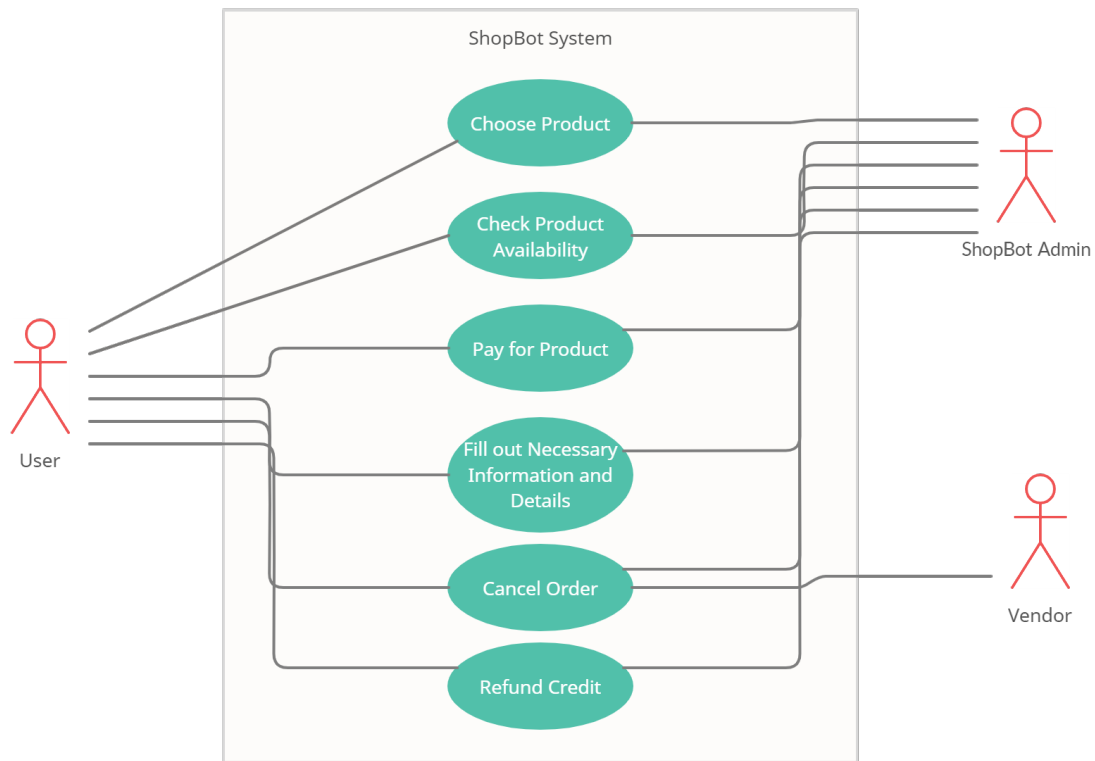 ShopBot System
Choose Product
Check Product
Availability
Pay for Product
Fill out Necessary
Information and
Details
Cancel Order
Refund Credit
User
ShopBot Admin
Vendor